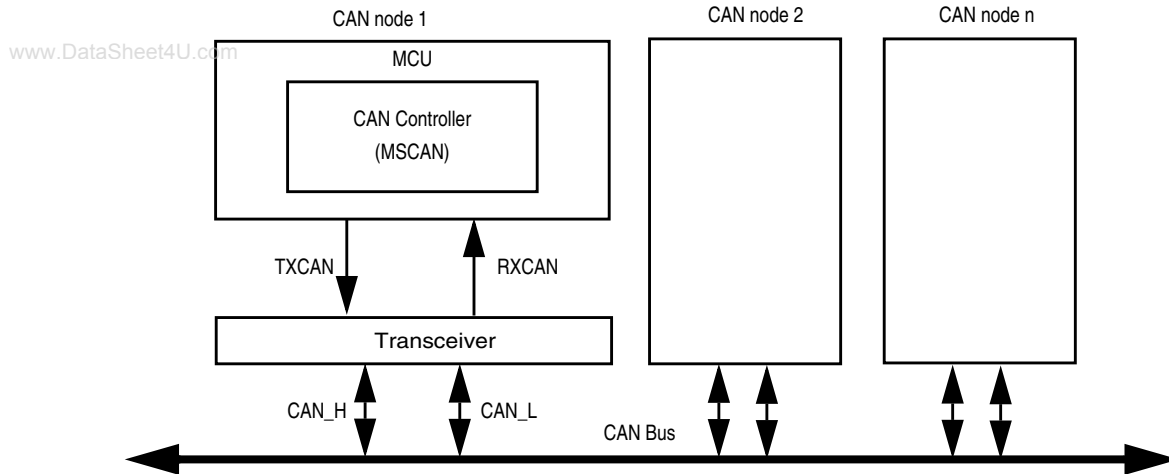 CAN node 1
CAN node 2
CAN node n
www.DataSheet4U.com
MCU
CAN Controller
(MSCAN)
TXCAN
RXCAN
Transceiver
CAN_H
CAN_L
CAN Bus